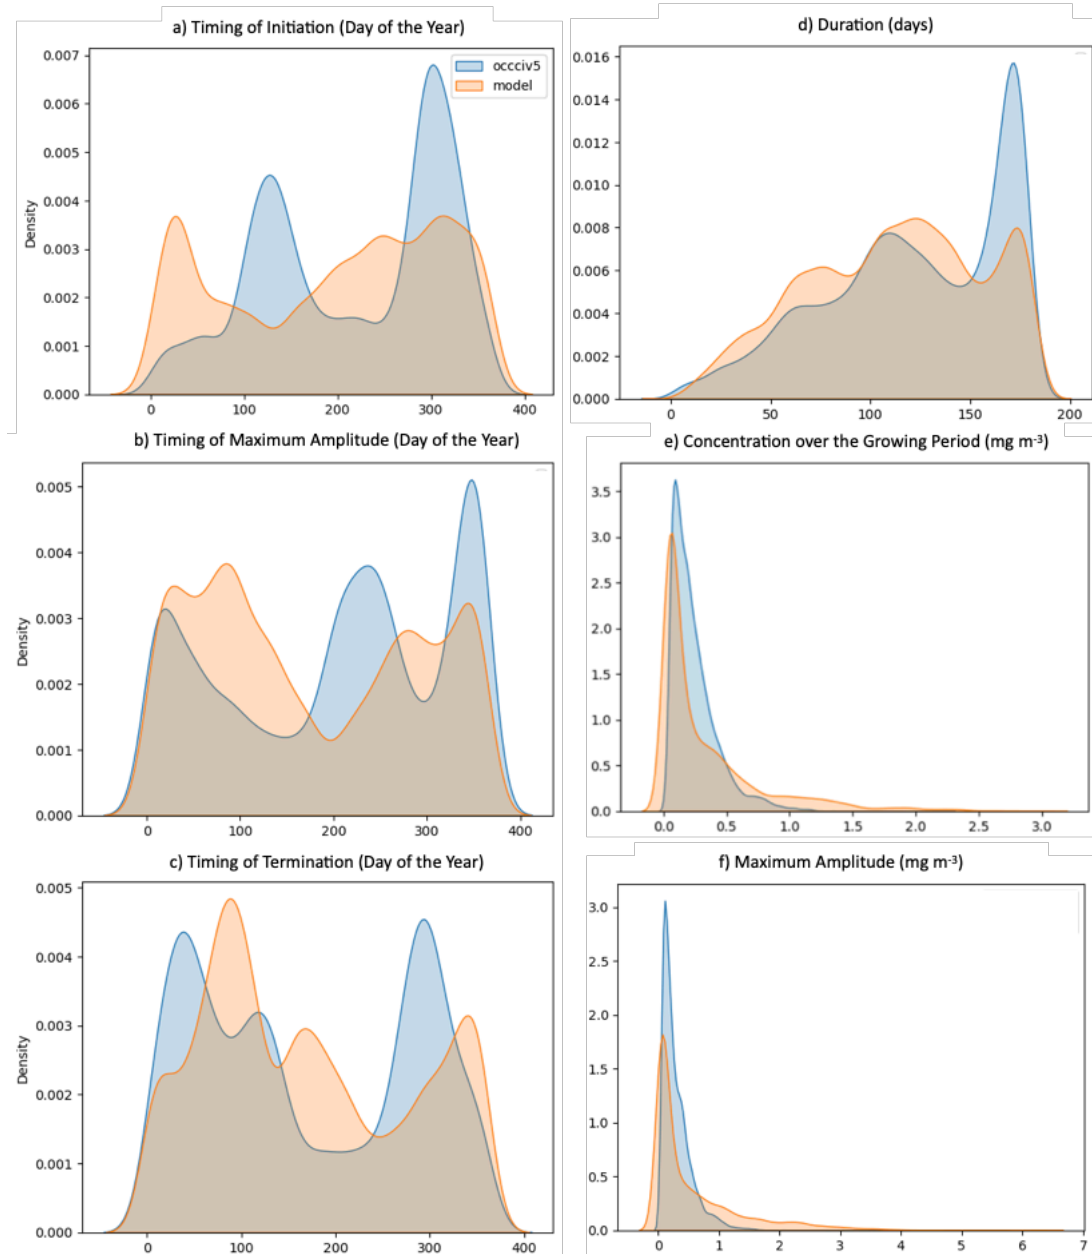 a) Timing of Initiation (Day of the Year)
0.007
0.006
0.005
0.004
0.003
0.002
0.001
0.000
Density
occciv5
model
0 100 200 300 400
d) Duration (days)
0.016
0.014
0.012
0.010
0.008
0.006
0.004
0.002
0.000
0 50 100 150 200
b) Timing of Maximum Amplitude (Day of the Year)
0.005
0.004
0.003
0.002
0.001
0.000
Density
0 100 200 300 400
e) Concentration over the Growing Period (mg m-3)
3.5
3.0
2.5
2.0
1.5
1.0
0.5
0.0
0.0 0.5 1.0 1.5 2.0 2.5 3.0
c) Timing of Termination (Day of the Year)
0.005
0.004
0.003
0.002
0.001
0.000
Density
0 100 200 300 400
f) Maximum Amplitude (mg m-3)
3.0
2.5
2.0
1.5
1.0
0.5
0.0
0 1 2 3 4 5 6 7